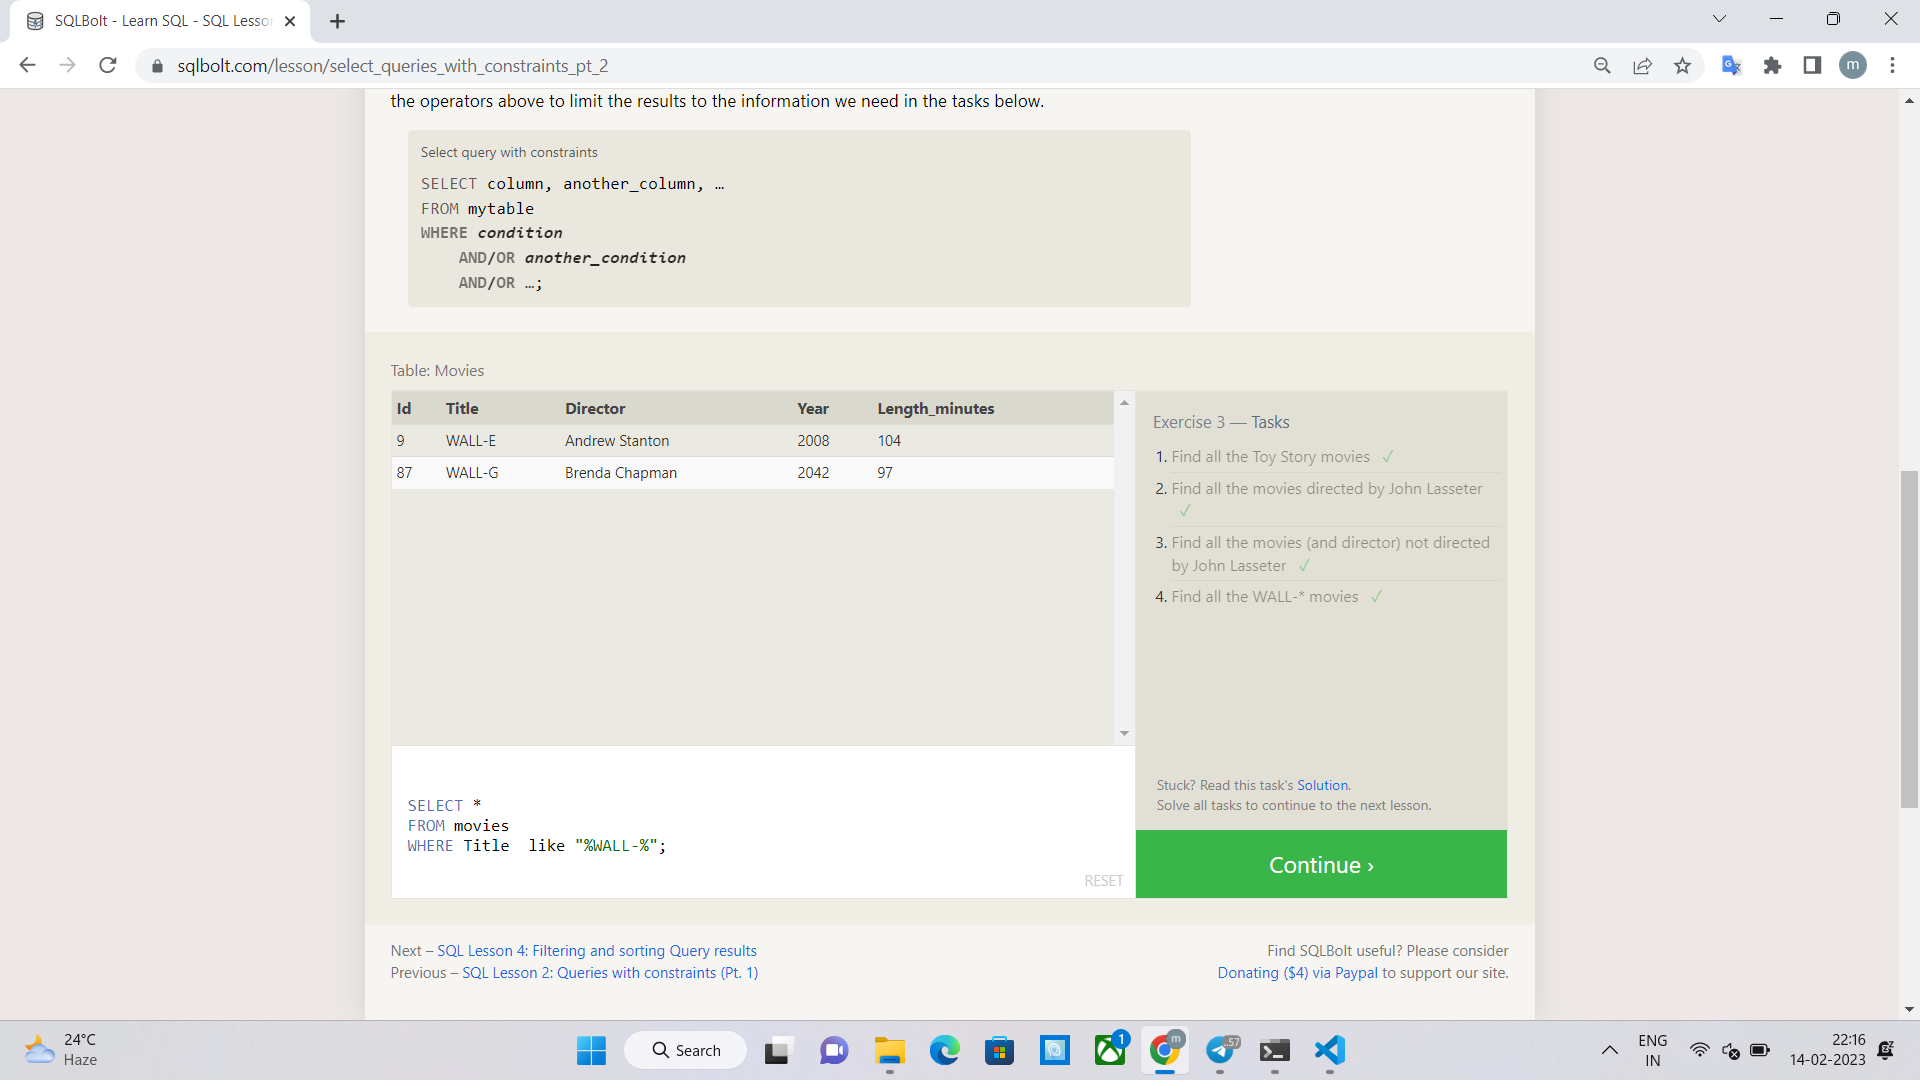 SQLBolt - Learn SQL - SQL Lesso
sqlbolt.com/lesson/select_queries_with_constraints_pt_2
m
the operators above to limit the results to the information we need in the tasks below.
Select query with constraints
SELECT column, another_column, …
FROM mytable
WHERE condition
AND/OR another_condition
AND/OR …;
Table: Movies
Id Title Director Year Length_minutes
9 WALL-E Andrew Stanton 2008 104
87 WALL-G Brenda Chapman 2042 97
Exercise 3 — Tasks
1. Find all the Toy Story movies ✓
2. Find all the movies directed by John Lasseter
✓
3. Find all the movies (and director) not directed
by John Lasseter ✓
4. Find all the WALL-* movies ✓
Stuck? Read this task's Solution.
Solve all tasks to continue to the next lesson.
Continue ›
SELECT *
FROM movies
WHERE Title  like "%WALL-%";
RESET
Next – SQL Lesson 4: Filtering and sorting Query results
Previous – SQL Lesson 2: Queries with constraints (Pt. 1)
Find SQLBolt useful? Please consider
Donating ($4) via Paypal to support our site.
24°C
Haze
Search
1
m
57
ENG
IN
22:16
14-02-2023